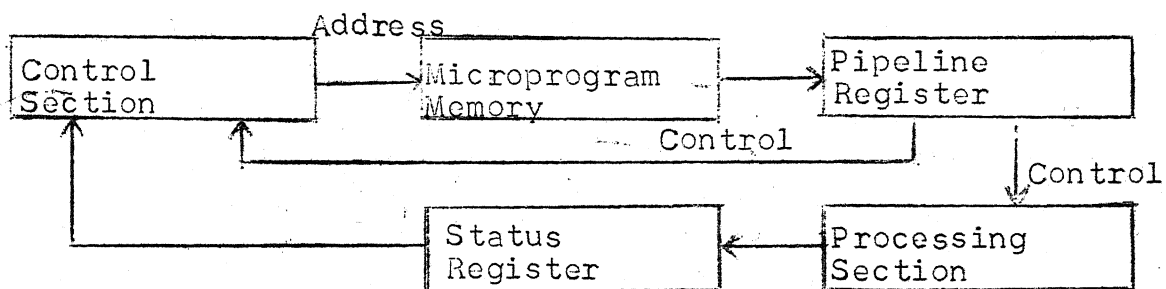 Address
Control
Section
Microprogram
Memory
Pipeline
Register
Control
Control
Status
Register
Processing
Section